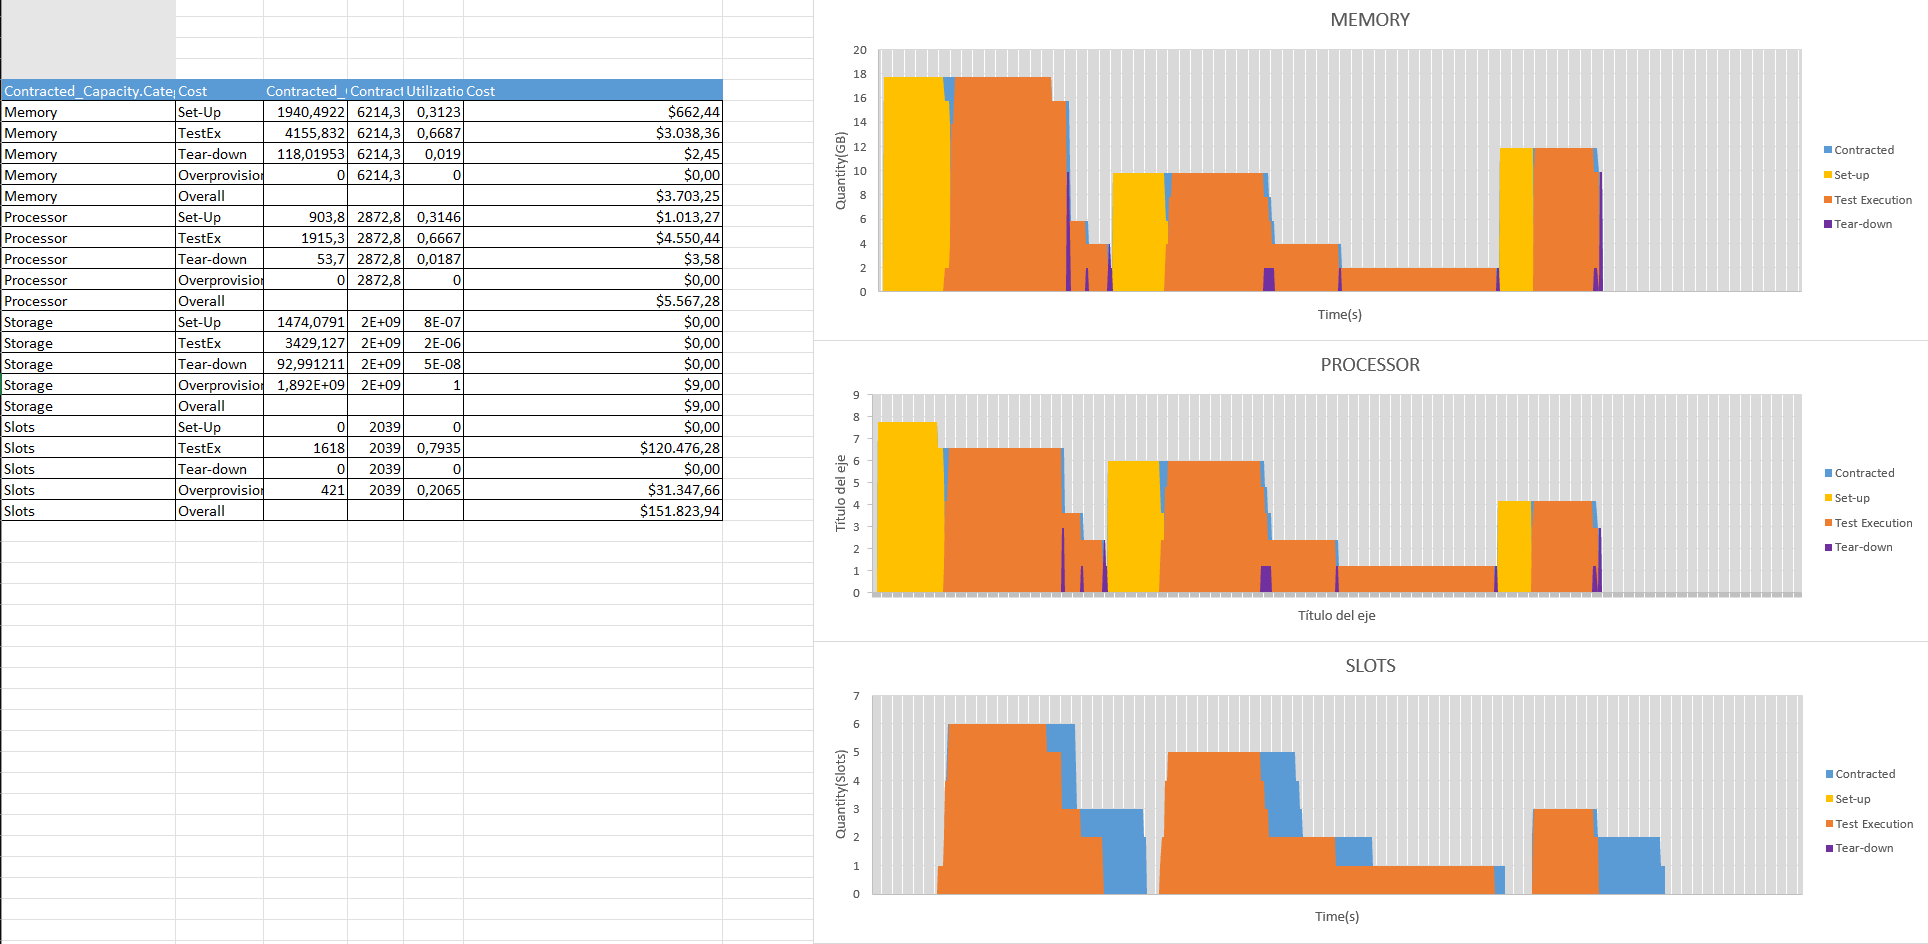 Contracted_Capacity.Cate Cost Contracted_ Contract Utilizatio Cost
Memory Set-Up 1940,4922 6214,3 0,3123 $662,44
Memory TestEx 4155,832 6214,3 0,6687 $3.038,36
Memory Tear-down 118,01953 6214,3 0,019 $2,45
Memory Overprovision 0 6214,3 0 $0,00
Memory Overall $3.703,25
Processor Set-Up 903,8 2872,8 0,3146 $1.013,27
Processor TestEx 1915,3 2872,8 0,6667 $4.550,44
Processor Tear-down 53,7 2872,8 0,0187 $3,58
Processor Overprovision 0 2872,8 0 $0,00
Processor Overall $5.567,28
Storage Set-Up 1474,0791 2E+09 8E-07 $0,00
Storage TestEx 3429,127 2E+09 2E-06 $0,00
Storage Tear-down 92,991211 2E+09 5E-08 $0,00
Storage Overprovision 1,892E+09 2E+09 1 $9,00
Storage Overall $9,00
Slots Set-Up 0 2039 0 $0,00
Slots TestEx 1618 2039 0,7935 $120.476,28
Slots Tear-down 0 2039 0 $0,00
Slots Overprovision 421 2039 0,2065 $31.347,66
Slots Overall $151.823,94
MEMORY
Quantity(GB)
20
18
16
14
12
10
8
6
4
2
0
Time(s)
Contracted
Set-up
Test Execution
Tear-down
PROCESSOR
Título del eje
9
8
7
6
5
4
3
2
1
0
Título del eje
Contracted
Set-up
Test Execution
Tear-down
SLOTS
Quantity(Slots)
7
6
5
4
3
2
1
0
Time(s)
Contracted
Set-up
Test Execution
Tear-down